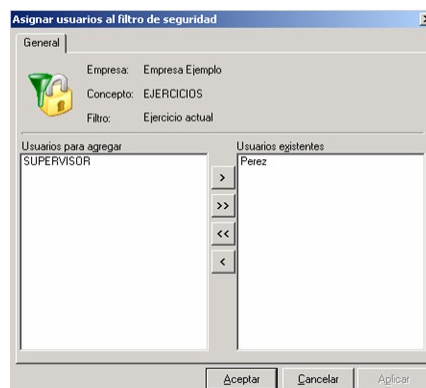 Asignar usuarios al filtro de seguridad
General
Empresa: Empresa Ejemplo
Concepto: EJERCICIOS
Filtro: Ejercicio actual
Usuarios para agregar
Usuarios existentes
SUPERVISOR
Perez
>
>>
<<
<
Aceptar
Cancelar
Aplicar